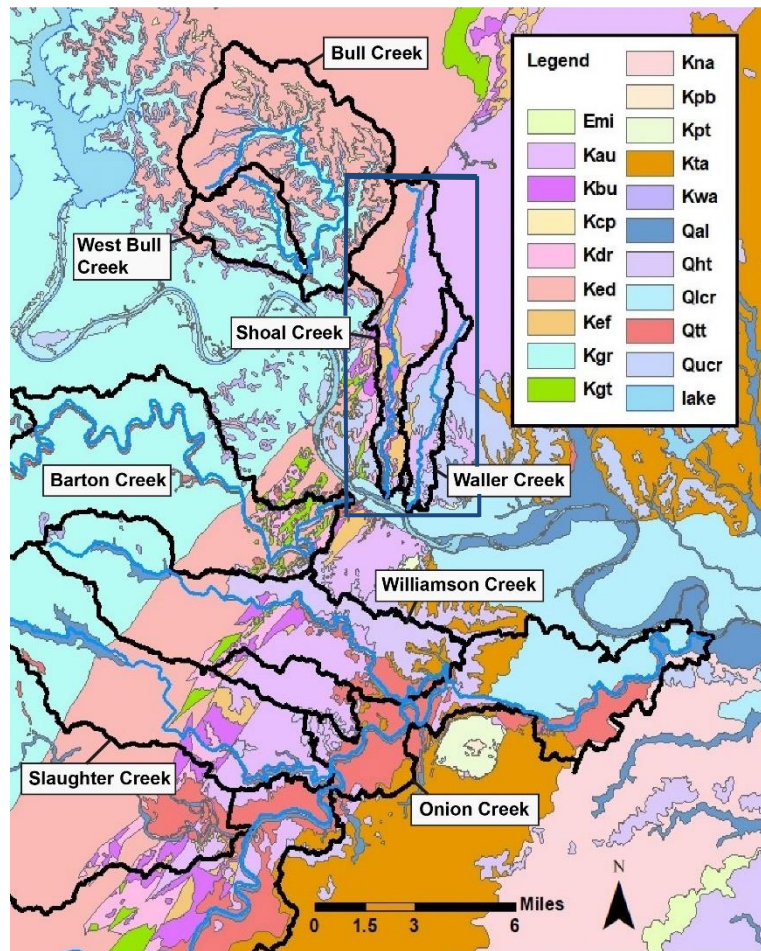 Bull Creek
West Bull
Creek
Shoal Creek
Barton Creek
Waller Creek
Williamson Creek
Slaughter Creek
Onion Creek
Legend
Emi
Kau
Kbu
Kcp
Kdr
Ked
Kef
Kgr
Kgt
Kna
Kpb
Kpt
Kta
Kwa
Qal
Qht
Qlcr
Qtt
Qucr
lake
N
Miles
0 1.5 3 6